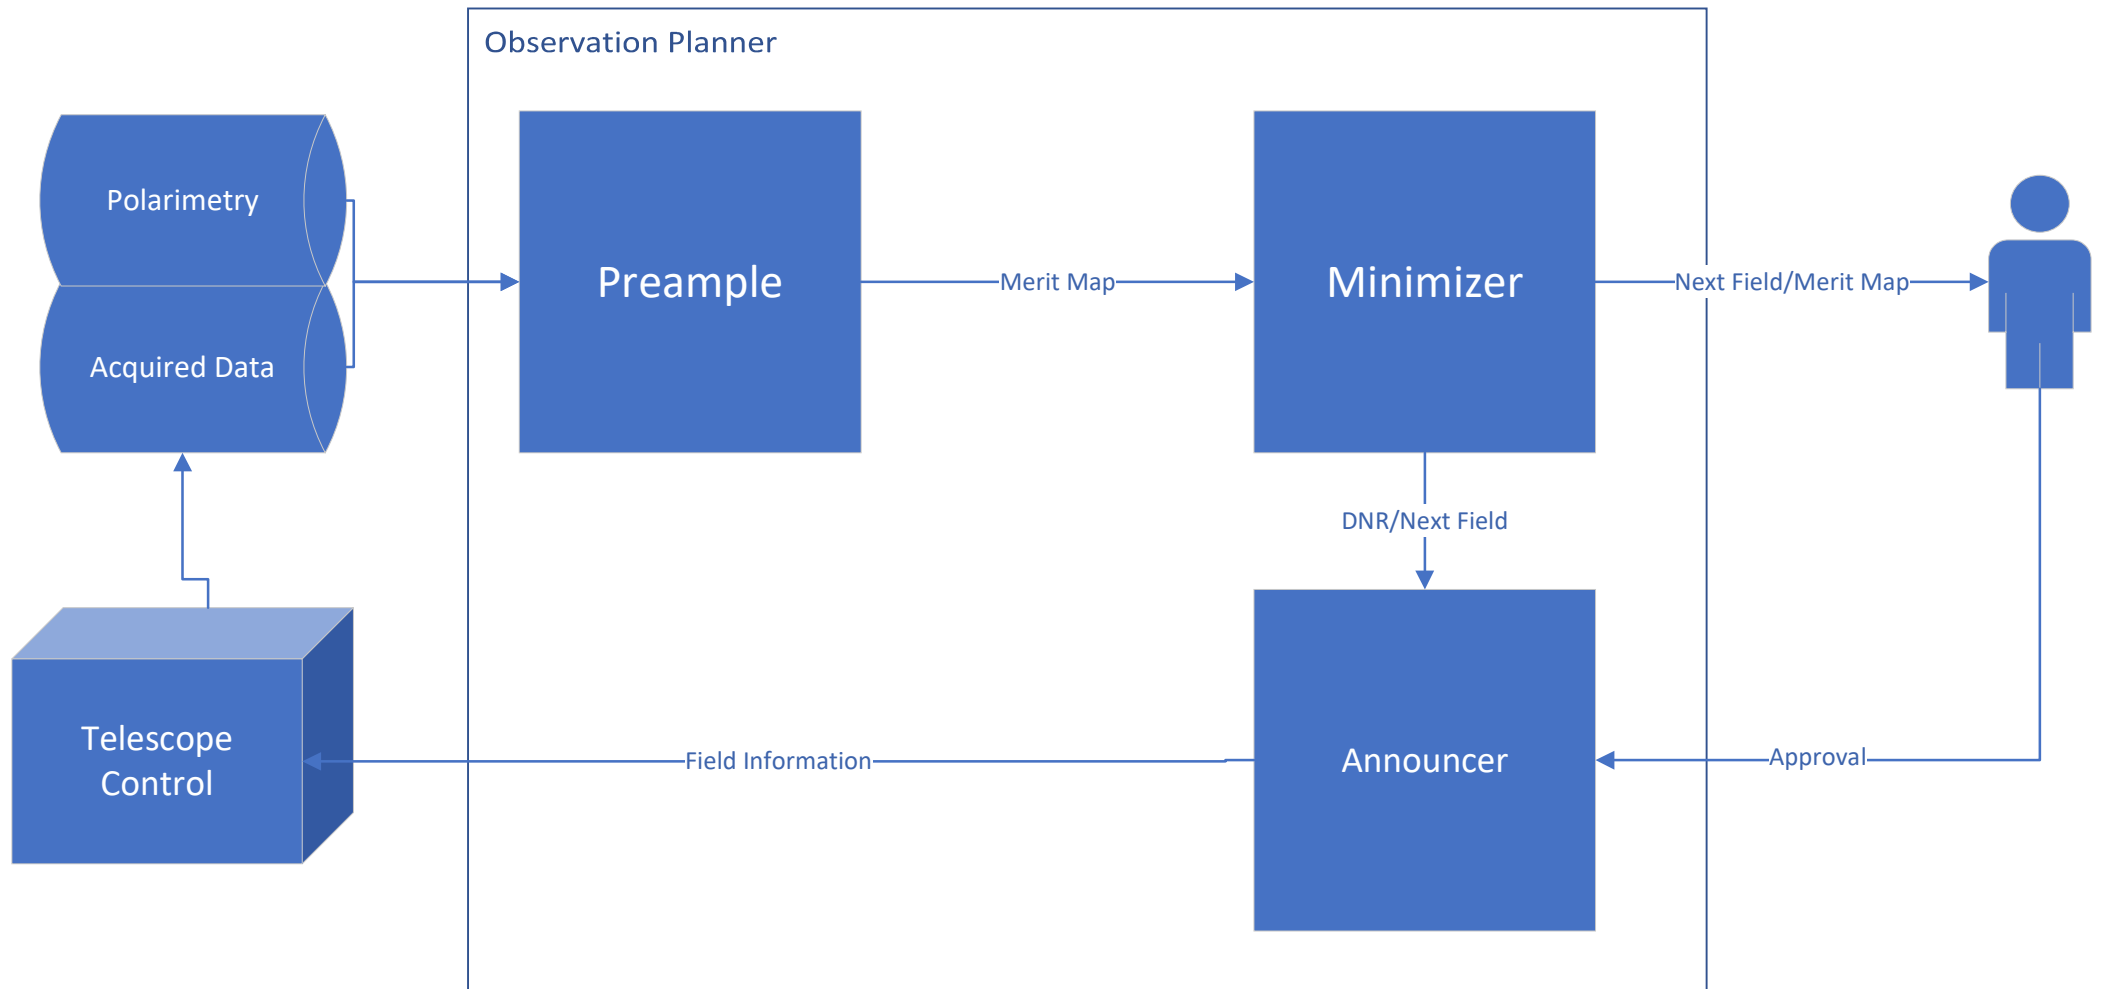 Observation Planner
Polarimetry
Acquired Data
Preample
Merit Map
Minimizer
Next Field/Merit Map
DNR/Next Field
Telescope
Control
Field Information
Announcer
Approval